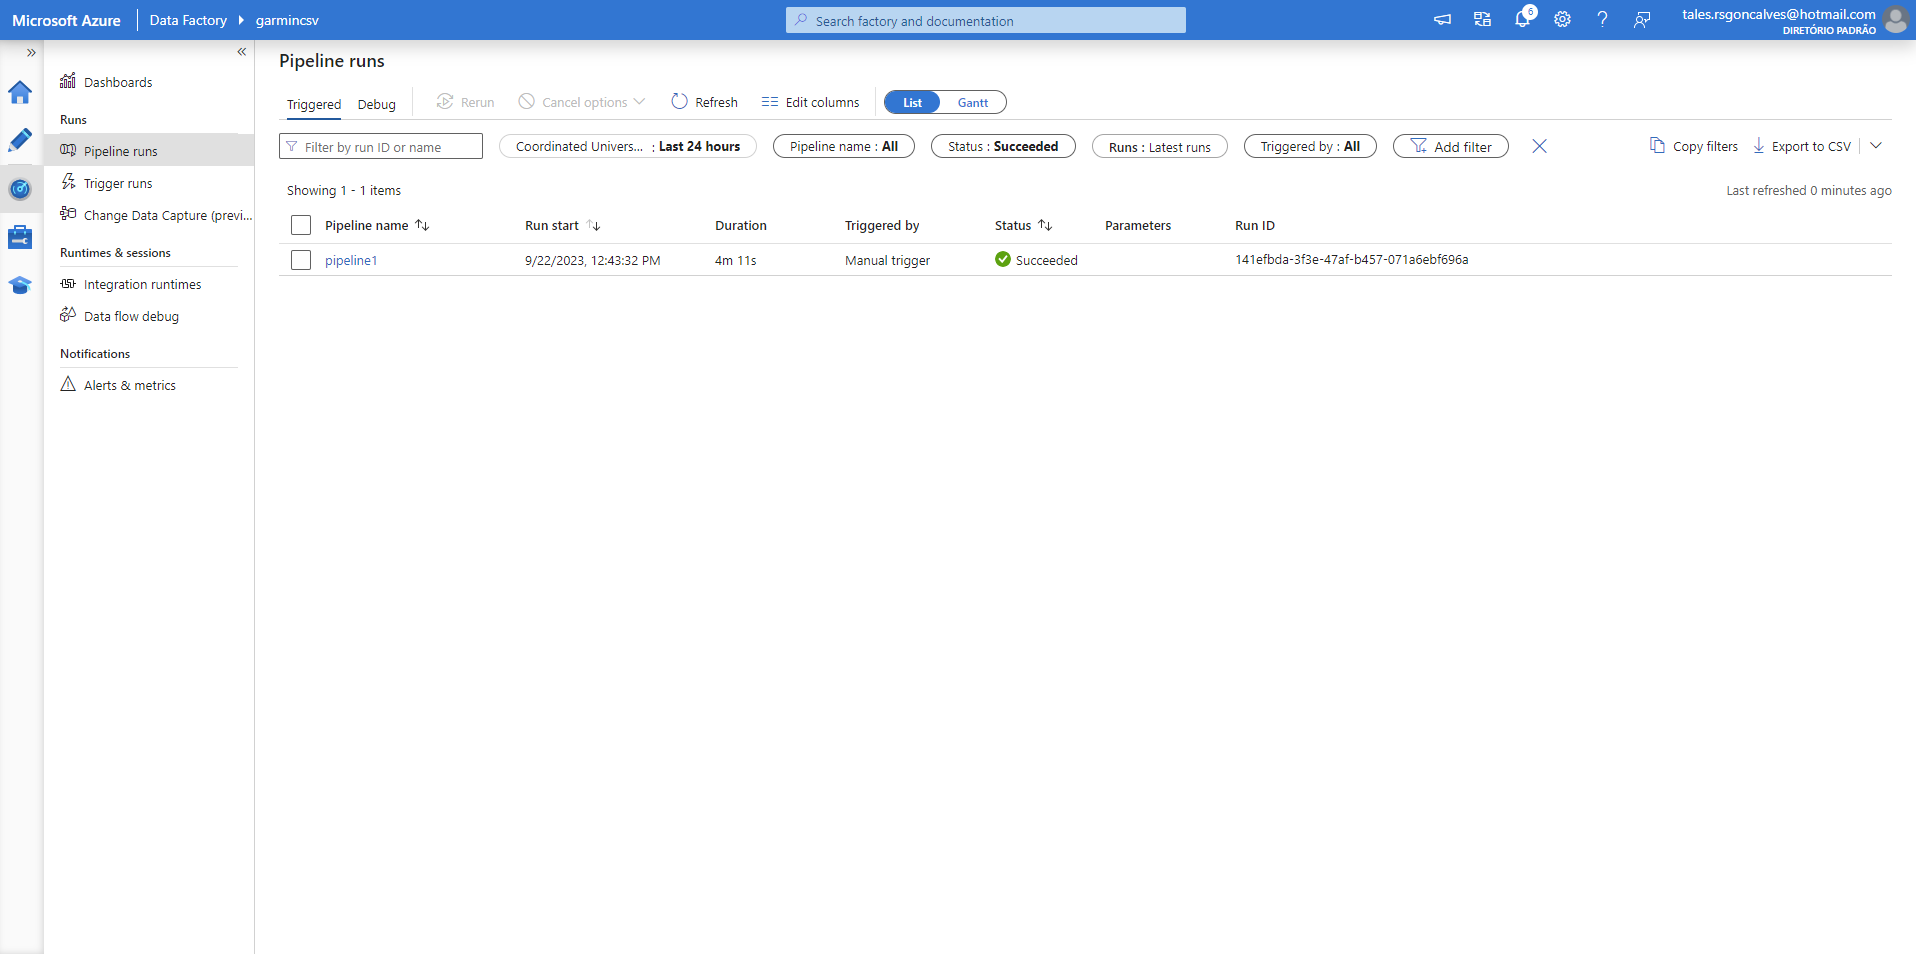 Microsoft Azure Data Factory garmincsv
Search factory and documentation
6
?
tales.rsgoncalves@hotmail.com
DIRETÓRIO PADRÃO
»
«
Dashboards
Runs
Pipeline runs
Trigger runs
Change Data Capture (previ...
Runtimes & sessions
Integration runtimes
Data flow debug
Notifications
Alerts & metrics
Pipeline runs
Triggered Debug Rerun Cancel options Refresh Edit columns List Gantt
Filter by run ID or name Coordinated Univers... : Last 24 hours Pipeline name : All Status : Succeeded Runs : Latest runs Triggered by : All Add filter Copy filters Export to CSV
Showing 1 - 1 items Last refreshed 0 minutes ago
Pipeline name Run start Duration Triggered by Status Parameters Run ID
pipeline1 9/22/2023, 12:43:32 PM 4m 11s Manual trigger Succeeded 141efbda-3f3e-47af-b457-071a6ebf696a